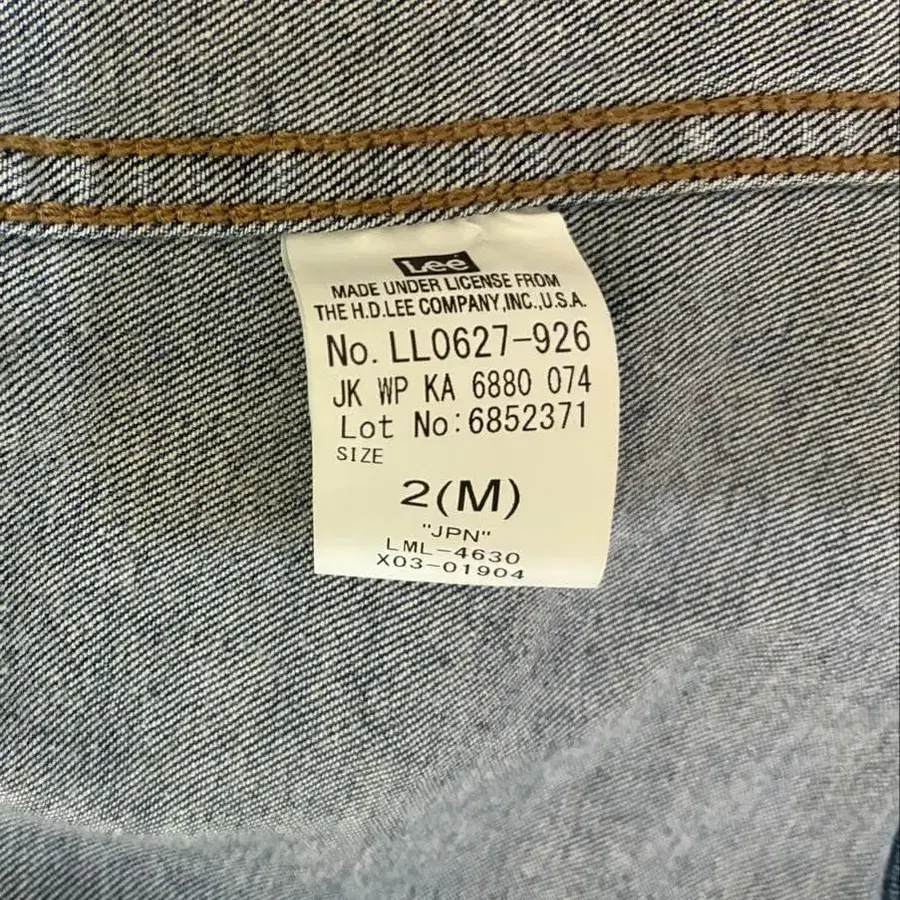 Lee
MADE UNDER LICENSE FROM
THE H.D.LEE COMPANY,INC.,U.S.A.
No. LL0627-926
JK WP KA 6880 074
Lot No:6852371
SIZE
2(M)
"JPN"
LML-4630
X03-01904